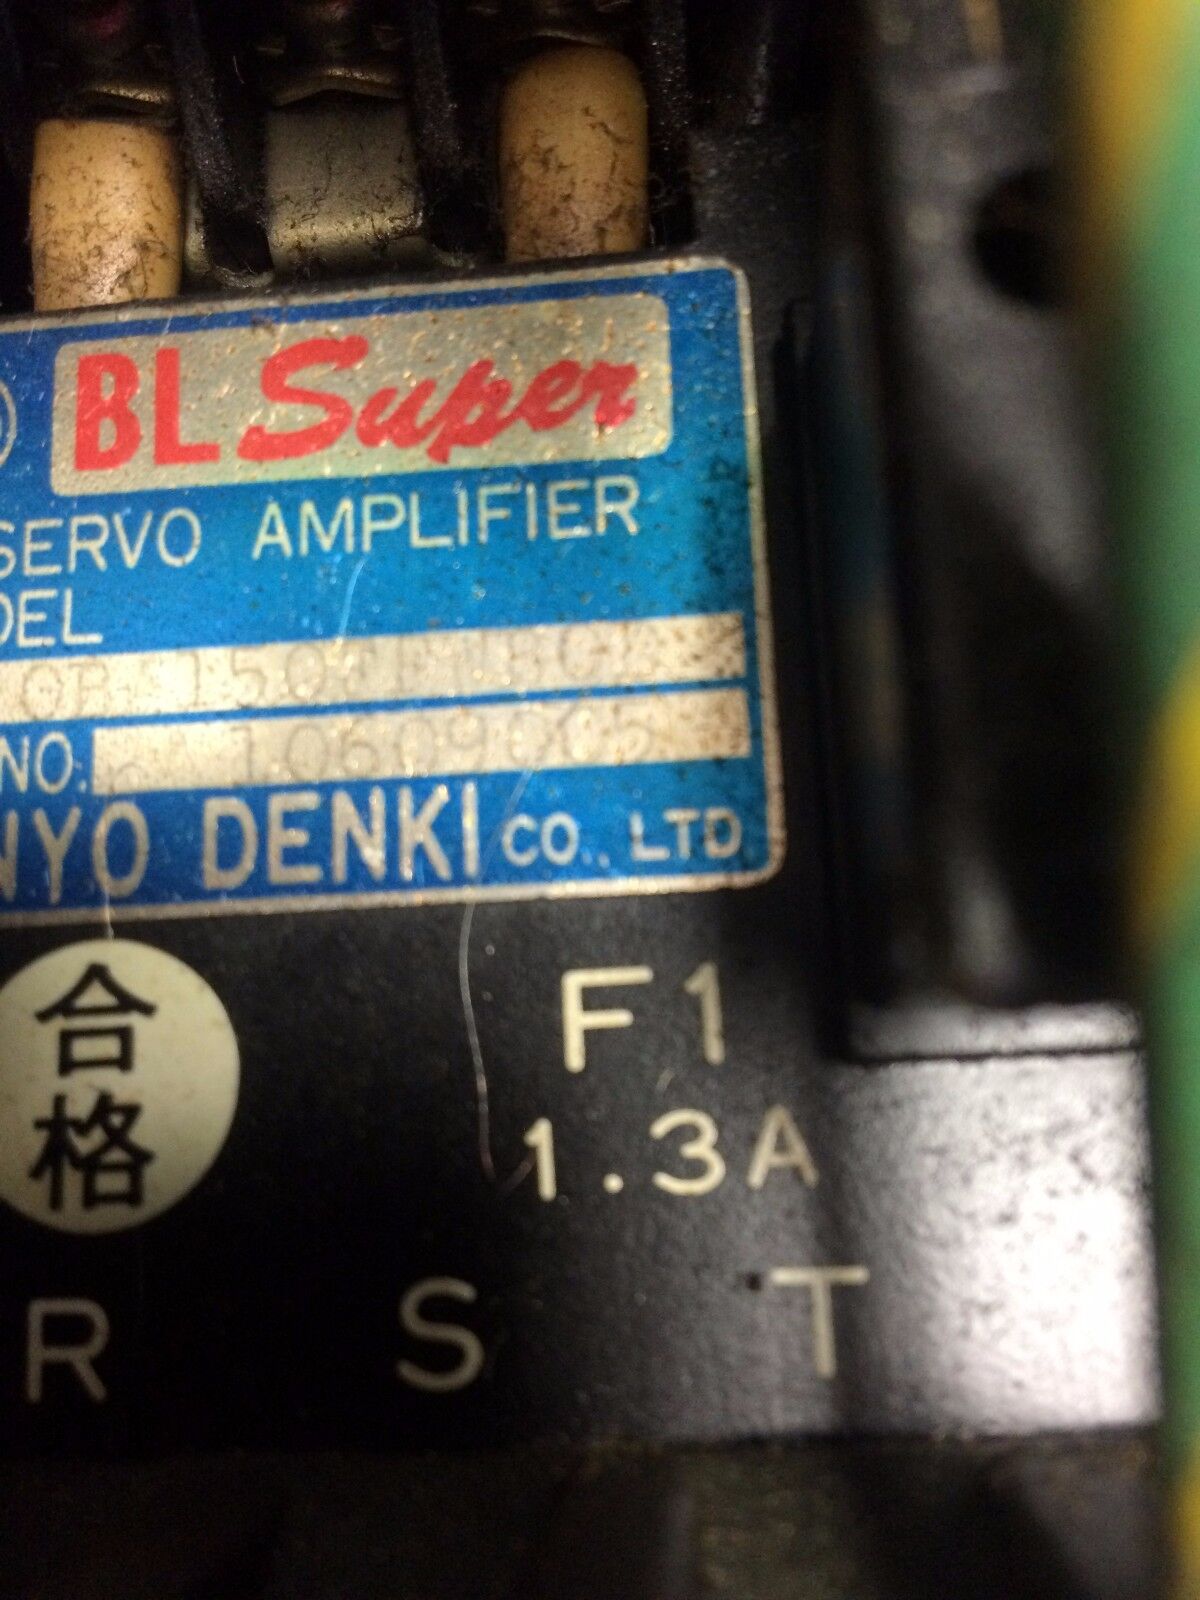 BL Super
SERVO AMPLIFIER
DEL
NO.
NYO DENKI CO., LTD
合格
F1
1.3A
R S T